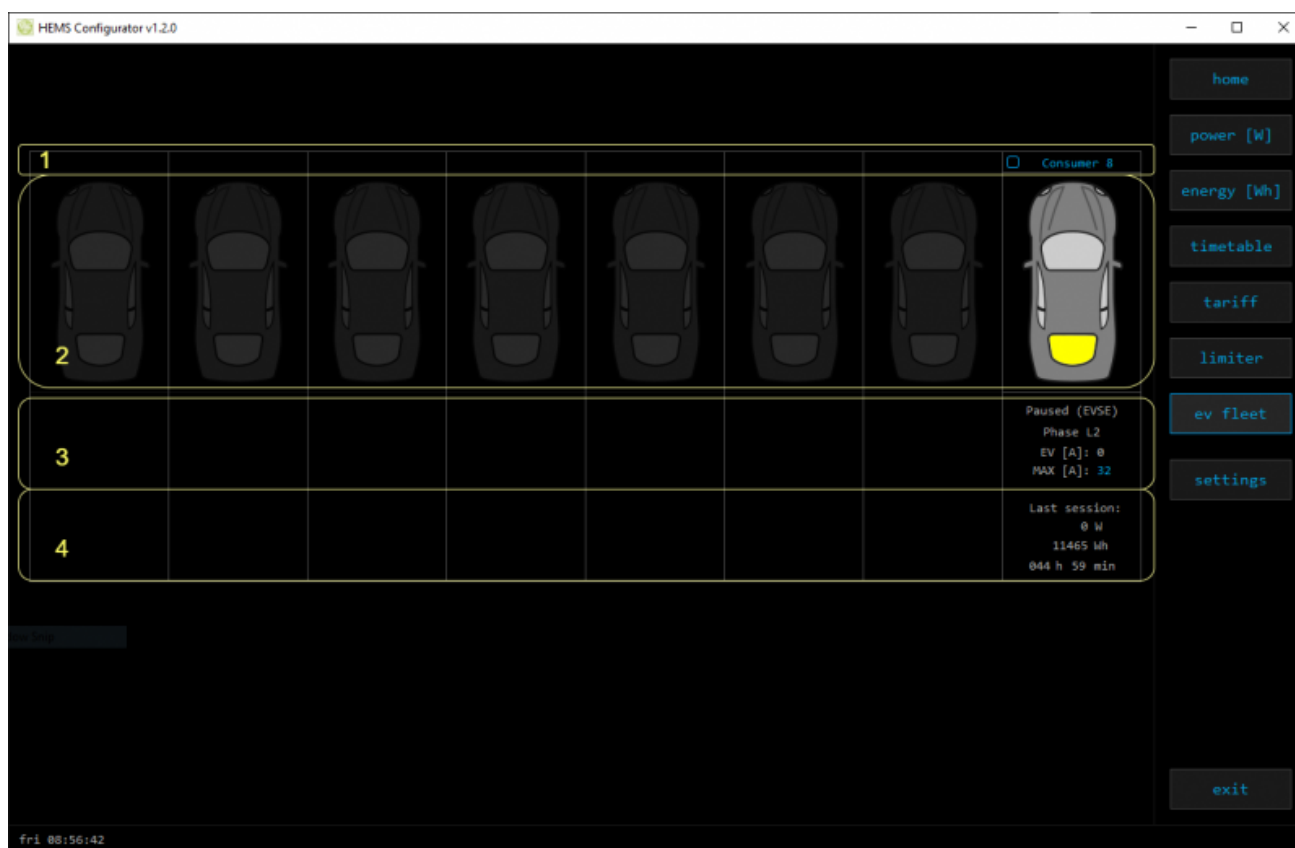 HEMS Configurator v1.2.0
home
power [W]
energy [Wh]
timetable
tariff
limiter
ev fleet
settings
exit
1
Consumer 8
2
3
Paused (EVSE)
Phase L2
EV [A]: 0
MAX [A]: 32
4
Last session:
0 W
11465 Wh
044 h 59 min
fri 08:56:42